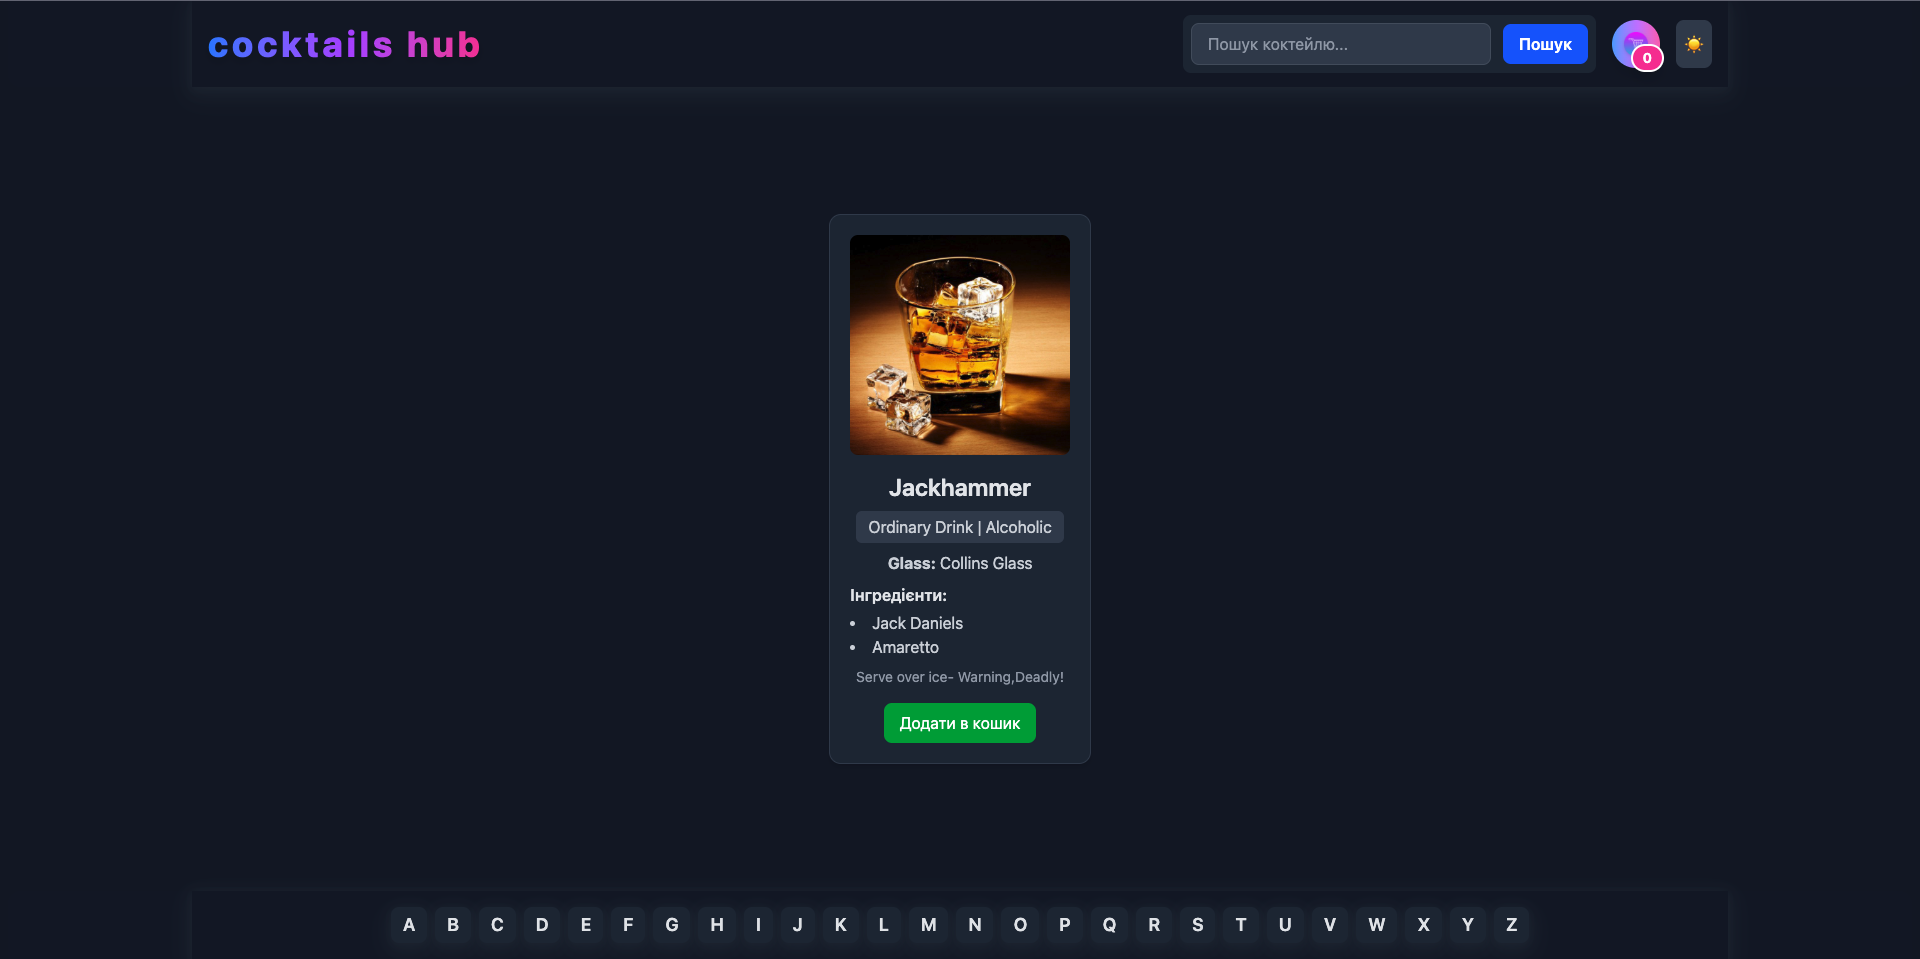 cocktails hub
Пошук коктейлю...
Пошук
0
Jackhammer
Ordinary Drink | Alcoholic
Glass: Collins Glass
Інгредієнти:
• Jack Daniels
• Amaretto
Serve over ice- Warning,Deadly!
Додати в кошик
A B C D E F G H I J K L M N O P Q R S T U V W X Y Z